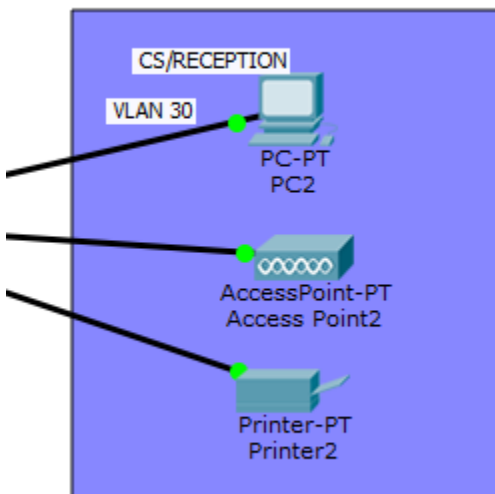 CS/RECEPTION
VLAN 30
PC-PT
PC2
AccessPoint-PT
Access Point2
Printer-PT
Printer2